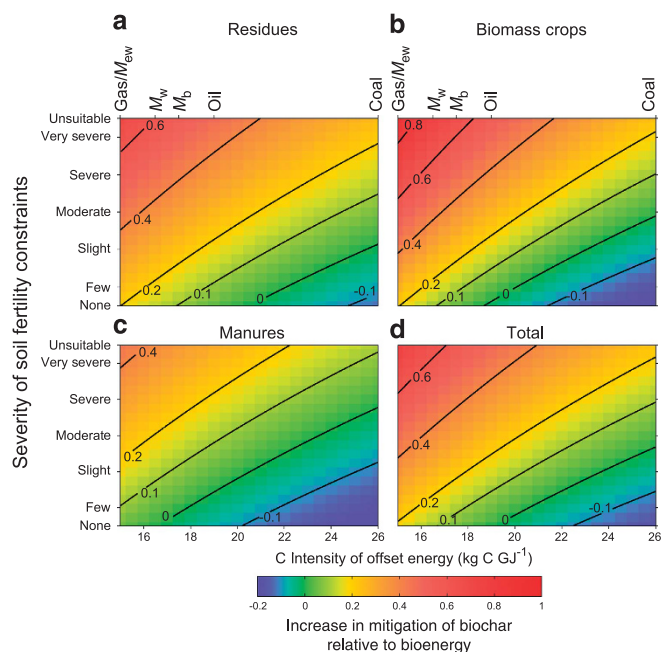 a
Residues
b
Biomass crops
Gas/Mew
Mw
Mb
Oil
Coal
Gas/Mew
Mw
Mb
Oil
Coal
Severity of soil fertility constraints
Unsuitable
Very severe
Severe
Moderate
Slight
Few
None
0.6
0.4
0.2
0.1
0
-0.1
0.8
0.6
0.4
0.2
0.1
0
-0.1
c
Manures
d
Total
Unsuitable
Very severe
Severe
Moderate
Slight
Few
None
0.4
0.2
0.1
0
-0.1
0.6
0.4
0.2
0.1
0
-0.1
16 18 20 22 24 26
16 18 20 22 24 26
C Intensity of offset energy (kg C GJ-1)
-0.2 0 0.2 0.4 0.6 0.8 1
Increase in mitigation of biochar
relative to bioenergy